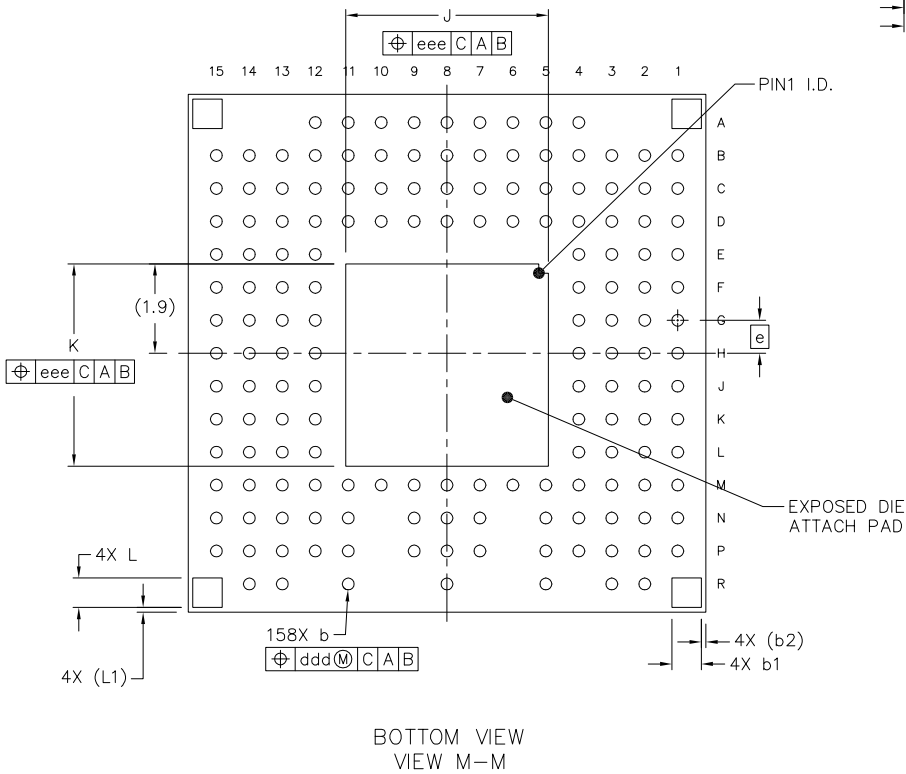 J
⌖ eee C A B
15 14 13 12 11 10 9 8 7 6 5 4 3 2 1
PIN1 I.D.
A
B
C
D
E
F
(1.9)
G
e
K
H
⌖ eee C A B
J
K
L
M
N
EXPOSED DIE
ATTACH PAD
P
4X L
R
158X b
⌖ ddd Ⓜ C A B
4X (b2)
4X b1
4X (L1)
BOTTOM VIEW
VIEW M-M